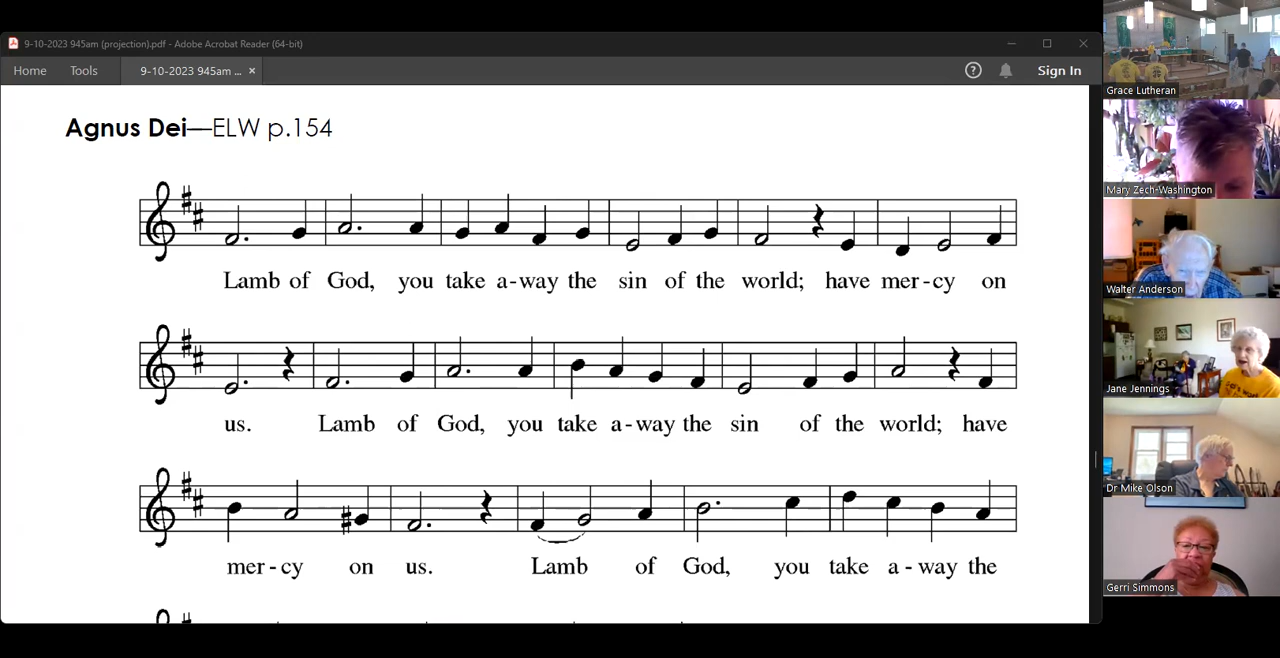 9-10-2023 945am (projection).pdf - Adobe Acrobat Reader (64-bit)
Home Tools 9-10-2023 945am ... × ? Sign In
Agnus Dei—ELW p.154
Lamb of God, you take a-way the sin of the world; have mer-cy on
us. Lamb of God, you take a-way the sin of the world; have
mer-cy on us. Lamb of God, you take a-way the
Grace Lutheran
Mary Zech-Washington
Walter Anderson
Jane Jennings
Dr Mike Olson
Gerri Simmons